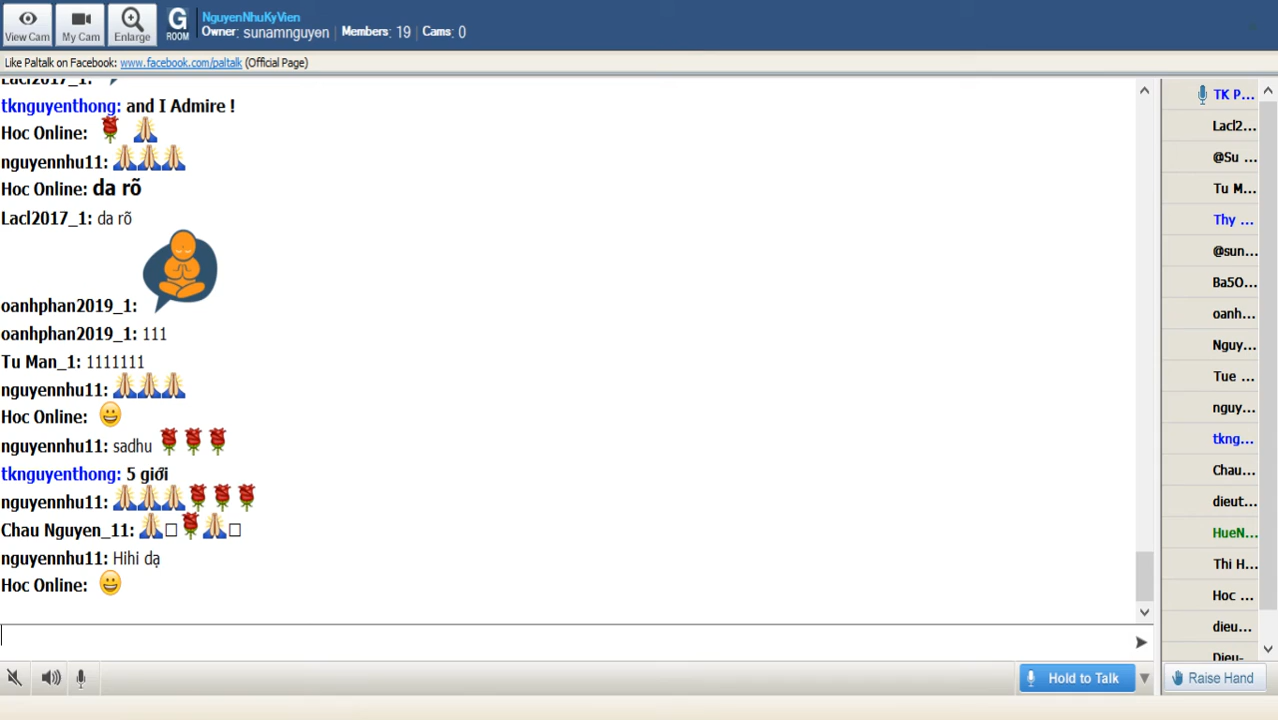 View Cam
My Cam
Enlarge
G
ROOM
NguyenNhuKyVien
Owner: sunamnguyen Members: 19 Cams: 0
Like Paltalk on Facebook: www.facebook.com/paltalk (Official Page)
Lacl2017_1:
tknguyenthong: and I Admire !
Hoc Online:
nguyennhu11:
Hoc Online: da rõ
Lacl2017_1: da rõ
oanhphan2019_1:
oanhphan2019_1: 111
Tu Man_1: 1111111
nguyennhu11:
Hoc Online:
nguyennhu11: sadhu
tknguyenthong: 5 giới
nguyennhu11:
Chau Nguyen_11:
nguyennhu11: Hihi dạ
Hoc Online:
TK P...
Lacl2...
@Su ...
Tu M...
Thy ...
@sun...
Ba5O...
oanh...
Nguy...
Tue ...
nguy...
tkng...
Chau...
dieut...
HueN...
Thi H...
Hoc ...
dieu...
Dieu-
Hold to Talk
Raise Hand